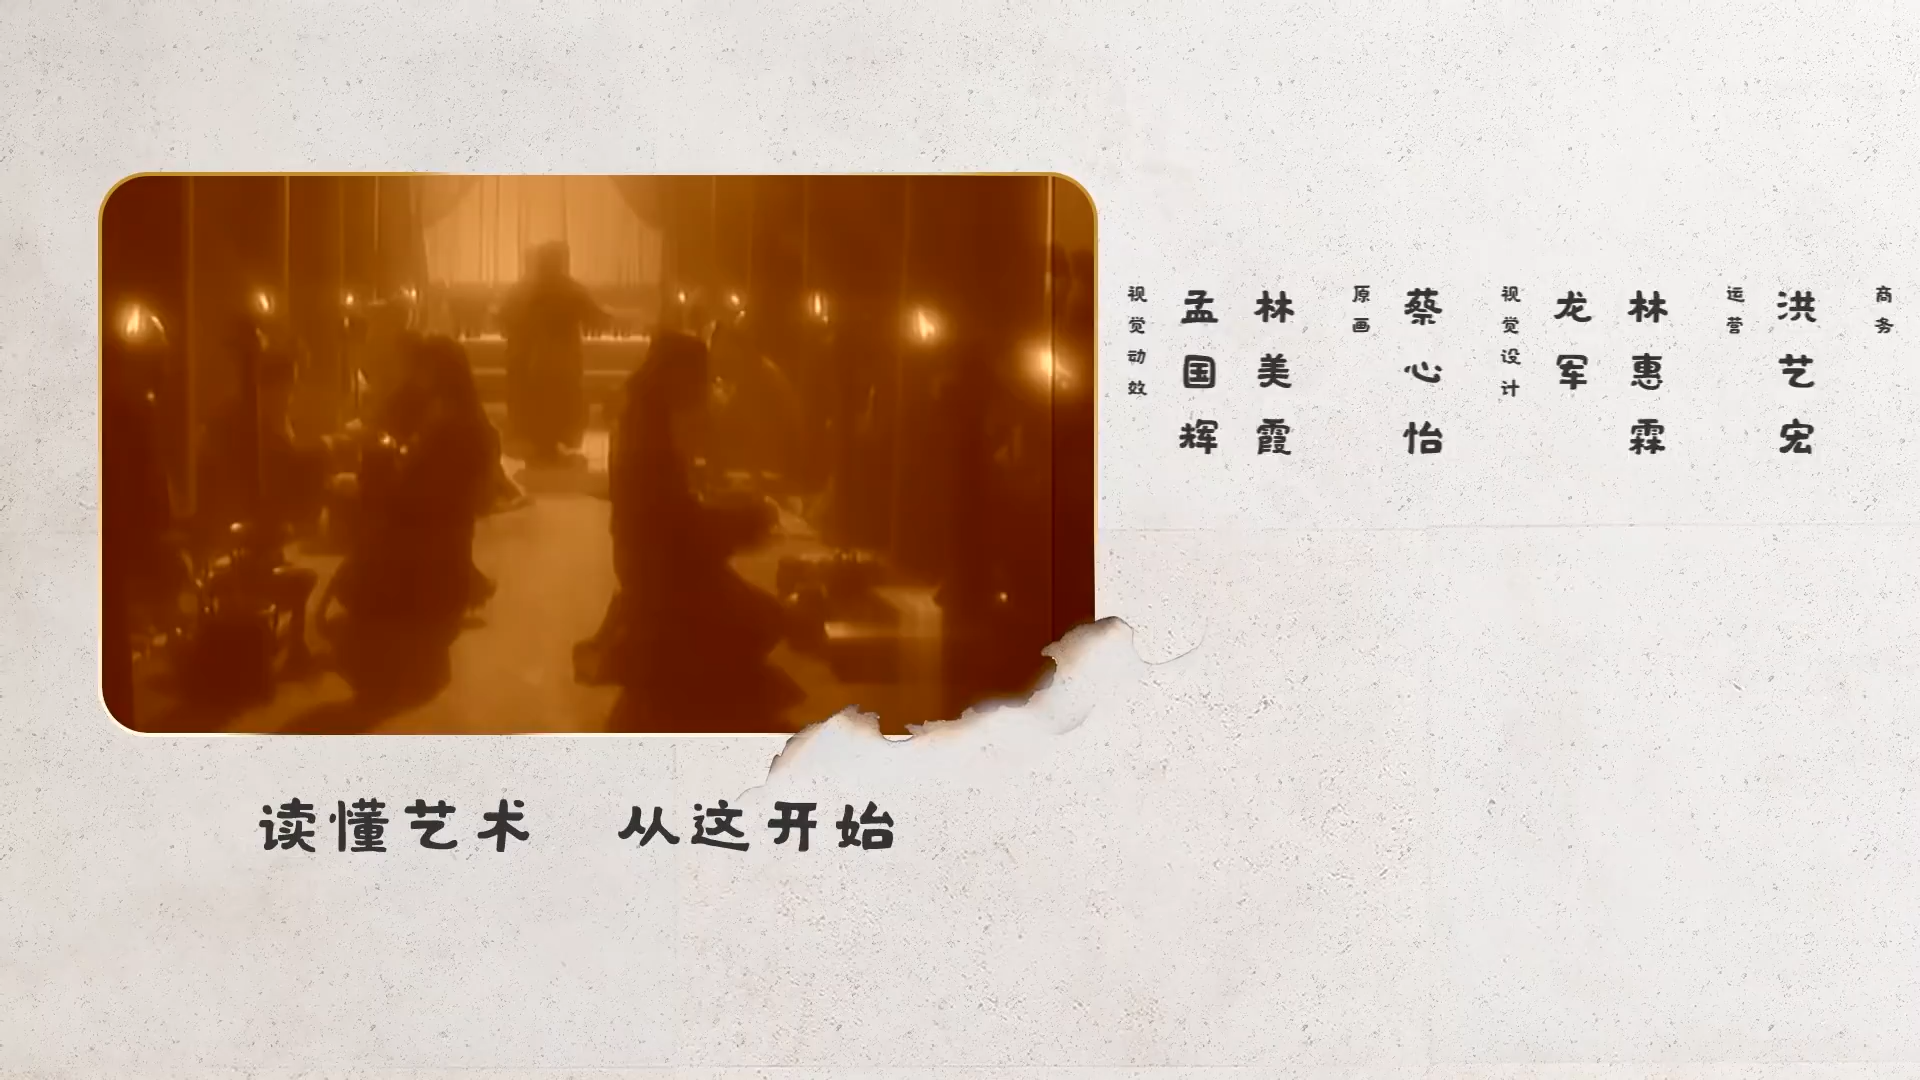 视觉动效
孟国辉
林美霞
原画
蔡心怡
视觉设计
龙军
林惠霖
运营
洪艺宏
商务
读懂艺术 从这开始